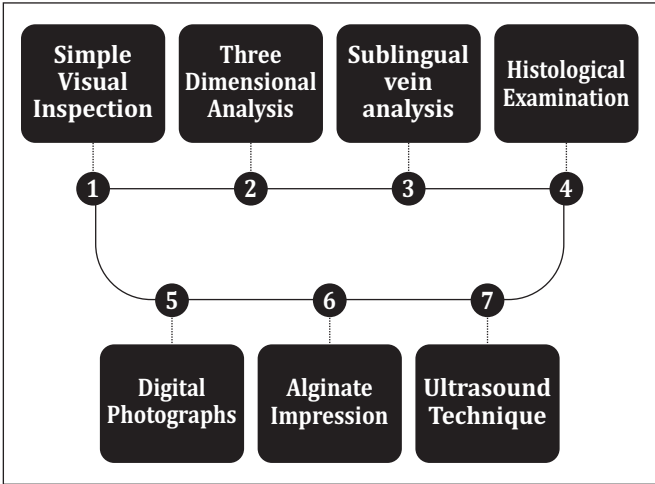 Simple
Visual
Inspection
Three
Dimensional
Analysis
Sublingual
vein
analysis
Histological
Examination
1
2
3
4
5
6
7
Digital
Photographs
Alginate
Impression
Ultrasound
Technique